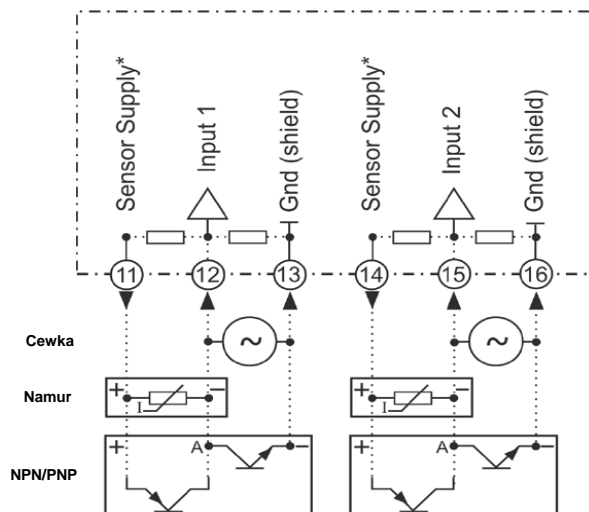 Sensor Supply*
Input 1
Gnd (shield)
Sensor Supply*
Input 2
Gnd (shield)
11 12 13 14 15 16
Cewka ~ ~
Namur + I - + I -
NPN/PNP + A - + A -